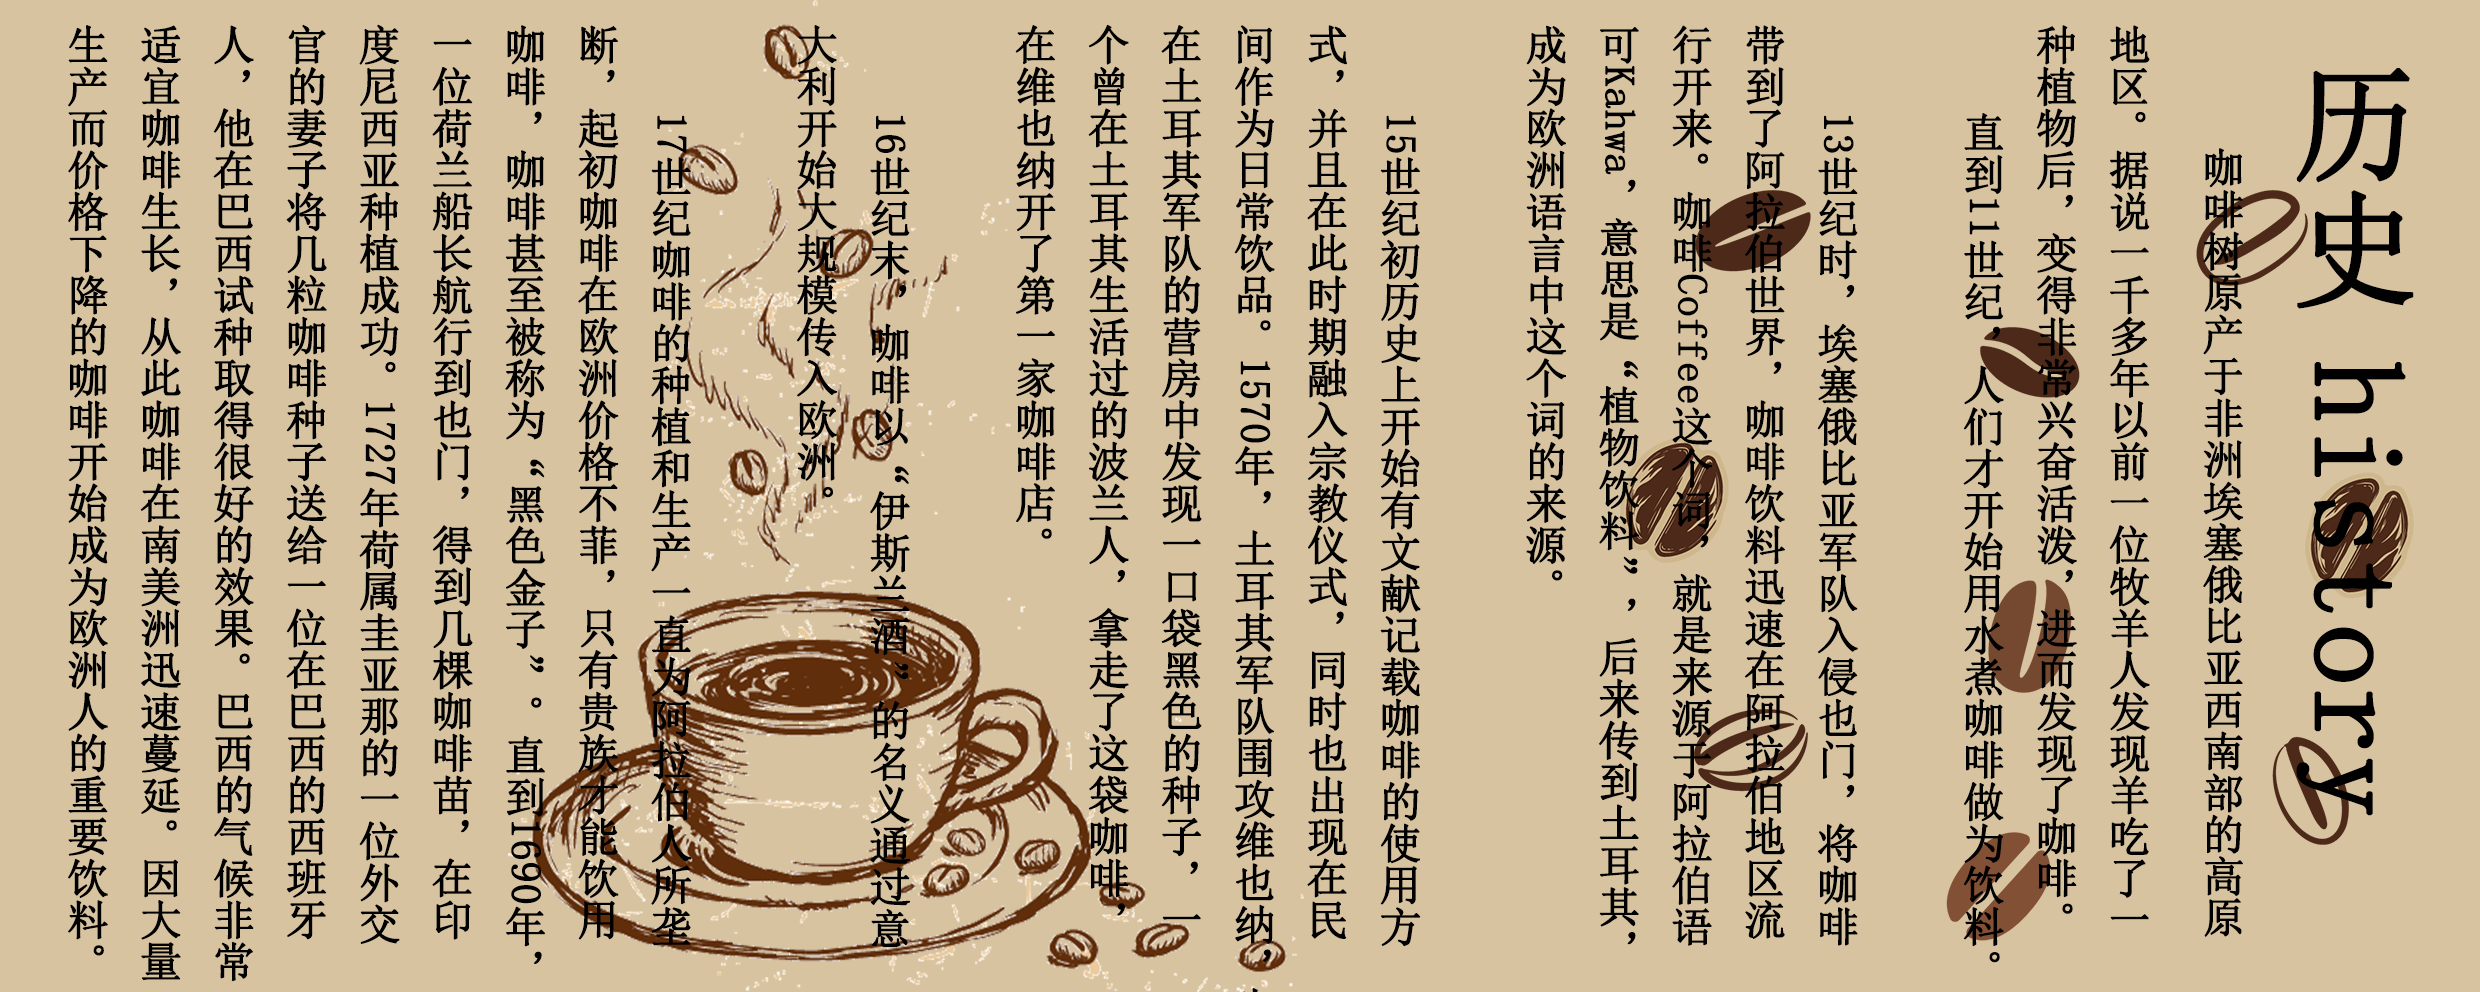 历史 history
咖啡树原产于非洲埃塞俄比亚西南部的高原
地区。据说一千多年以前一位牧羊人发现羊吃了一
种植物后，变得非常兴奋活泼，进而发现了咖啡。
直到11世纪，人们才开始用水煮咖啡做为饮料。
13世纪时，埃塞俄比亚军队入侵也门，将咖啡
带到了阿拉伯世界，咖啡饮料迅速在阿拉伯地区流
行开来。咖啡Coffee这个词，就是来源于阿拉伯语
可Kahwa，意思是“植物饮料”，后来传到土耳其，
成为欧洲语言中这个词的来源。
15世纪初历史上开始有文献记载咖啡的使用方
式，并且在此时期融入宗教仪式，同时也出现在民
间作为日常饮品。1570年，土耳其军队围攻维也纳，
在土耳其军队的营房中发现一口袋黑色的种子，一
个曾在土耳其生活过的波兰人，拿走了这袋咖啡，
在维也纳开了第一家咖啡店。
16世纪末，咖啡以“伊斯兰酒”的名义通过意
大利开始大规模传入欧洲。
17世纪咖啡的种植和生产一直为阿拉伯人所垄
断，起初咖啡在欧洲价格不菲，只有贵族才能饮用
咖啡，咖啡甚至被称为“黑色金子”。直到1690年，
一位荷兰船长航行到也门，得到几棵咖啡苗，在印
度尼西亚种植成功。1727年荷属圭亚那的一位外交
官的妻子将几粒咖啡种子送给一位在巴西的西班牙
人，他在巴西试种取得很好的效果。巴西的气候非常
适宜咖啡生长，从此咖啡在南美洲迅速蔓延。因大量
生产而价格下降的咖啡开始成为欧洲人的重要饮料。